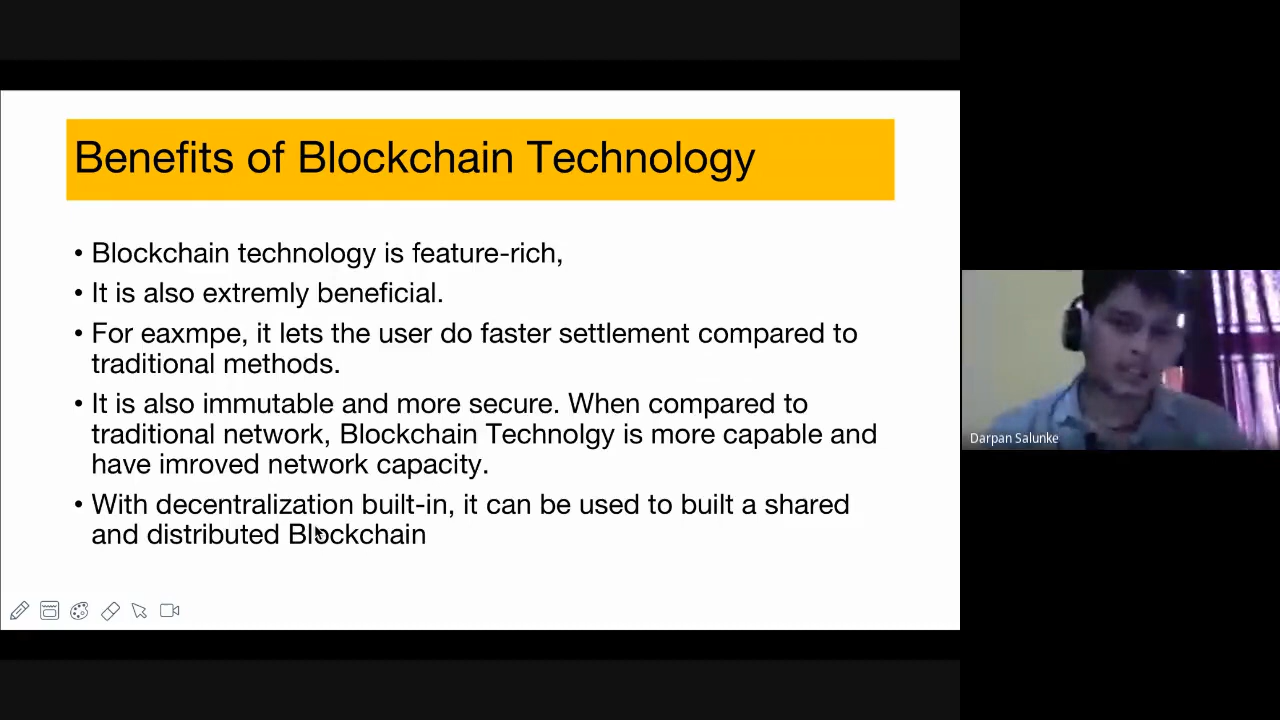 Benefits of Blockchain Technology
• Blockchain technology is feature-rich,
• It is also extremly beneficial.
• For eaxmpe, it lets the user do faster settlement compared to
traditional methods.
• It is also immutable and more secure. When compared to
traditional network, Blockchain Technolgy is more capable and
have imroved network capacity.
• With decentralization built-in, it can be used to built a shared
and distributed Blockchain
Darpan Salunke